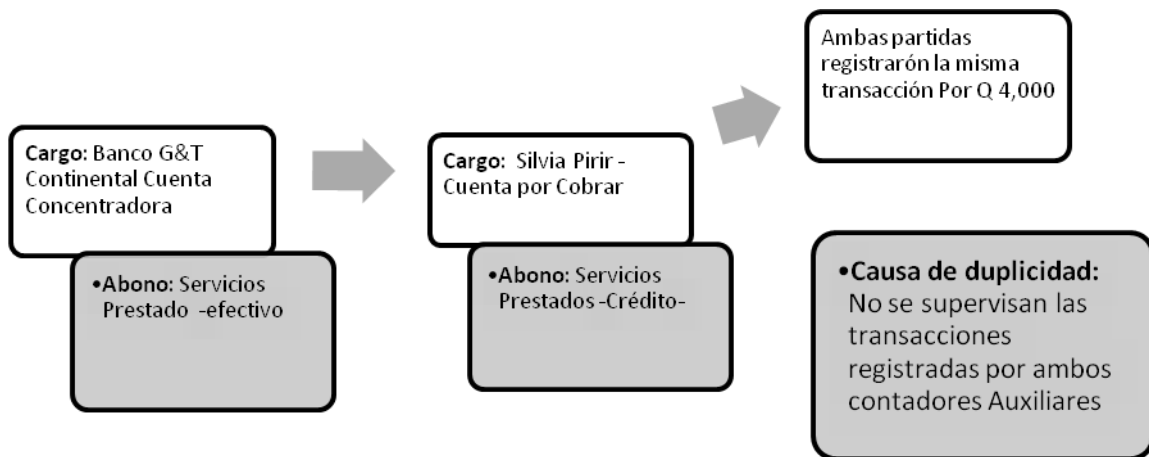 Cargo: Banco G&T
Continental Cuenta
Concentradora
•Abono: Servicios
Prestado -efectivo
Cargo: Silvia Pirir -
Cuenta por Cobrar
•Abono: Servicios
Prestados -Crédito-
Ambas partidas
registrarón la misma
transacción Por Q 4,000
•Causa de duplicidad:
No se supervisan las
transacciones
registradas por ambos
contadores Auxiliares